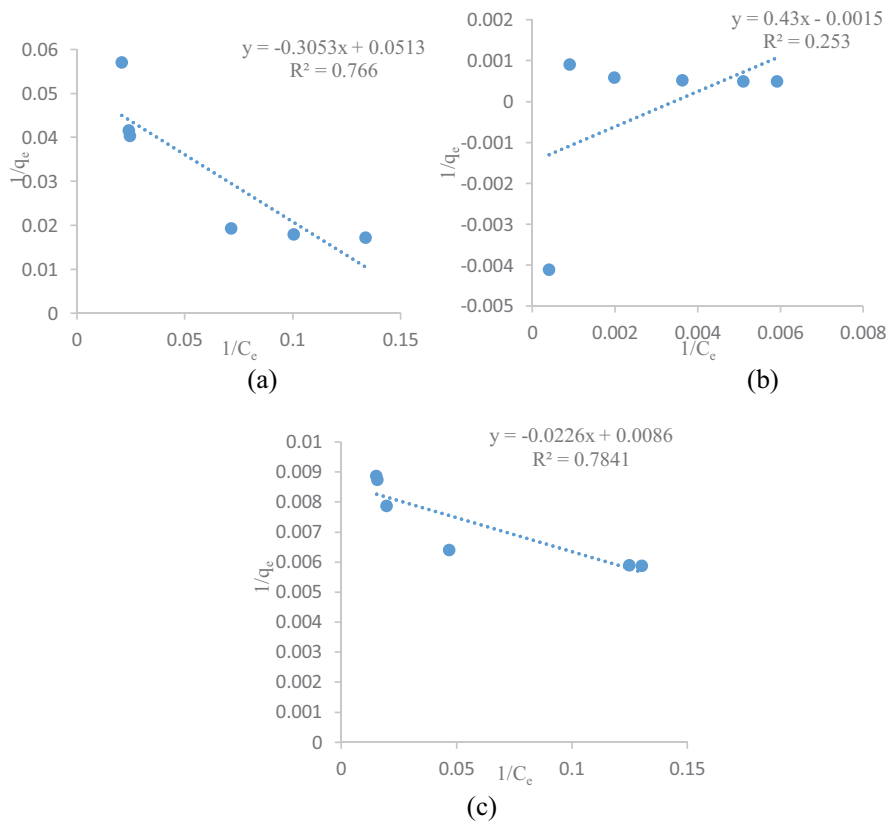 y = -0.3053x + 0.0513
R² = 0.766
0.06
0.05
0.04
0.03
0.02
0.01
0
1/qₑ
0 0.05 0.1 0.15
1/Cₑ
(a)
y = 0.43x - 0.0015
R² = 0.253
0.002
0.001
0
-0.001
-0.002
-0.003
-0.004
-0.005
1/qₑ
0 0.002 0.004 0.006 0.008
1/Cₑ
(b)
y = -0.0226x + 0.0086
R² = 0.7841
0.01
0.009
0.008
0.007
0.006
0.005
0.004
0.003
0.002
0.001
0
1/qₑ
0 0.05 0.1 0.15
1/Cₑ
(c)